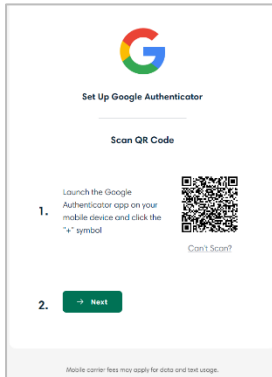 Set Up Google Authenticator
Scan QR Code
1.
Launch the Google
Authenticator app on your
mobile device and click the
"+" symbol
Can't Scan?
2.
→ Next
Mobile carrier fees may apply for data and text usage.